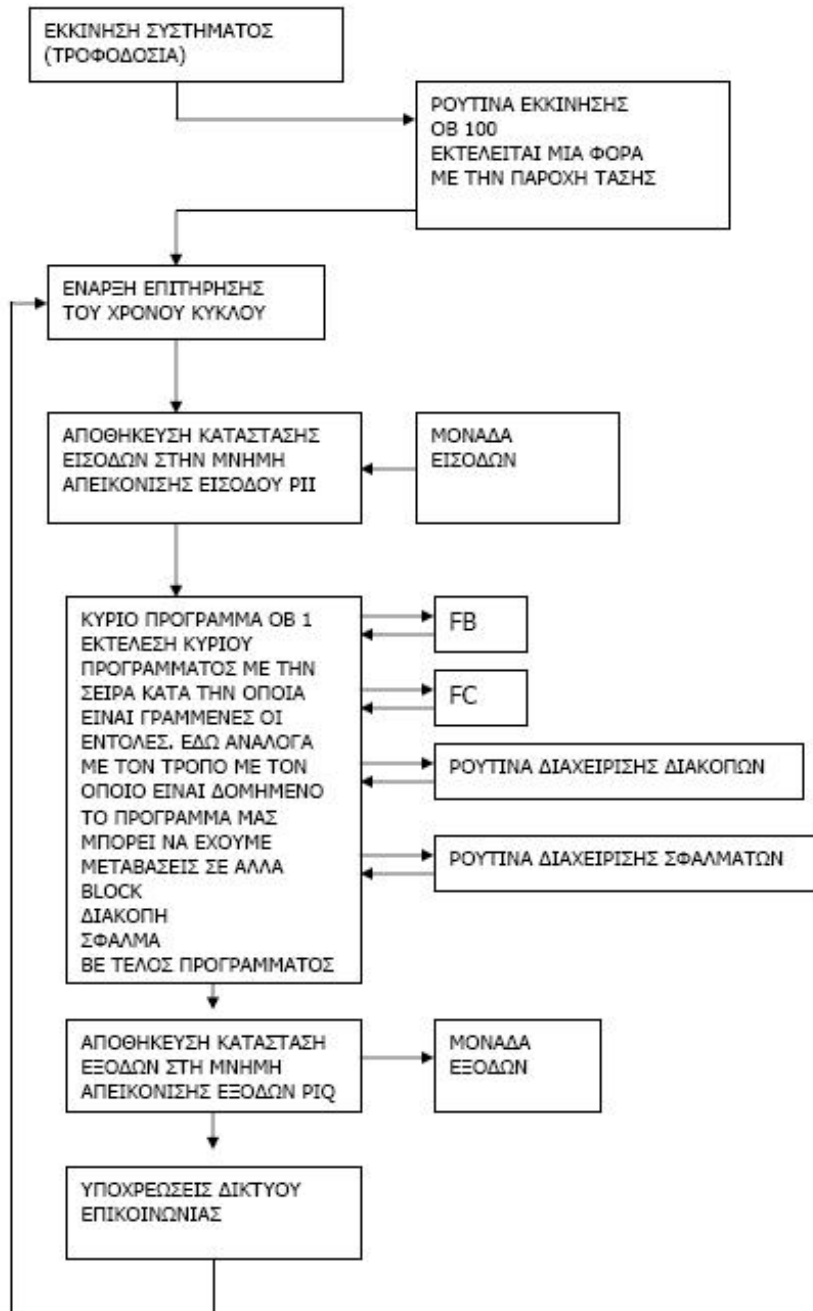 ΕΚΚΙΝΗΣΗ ΣΥΣΤΗΜΑΤΟΣ
(ΤΡΟΦΟΔΟΣΙΑ)
ΡΟΥΤΙΝΑ ΕΚΚΙΝΗΣΗΣ
OB 100
ΕΚΤΕΛΕΙΤΑΙ ΜΙΑ ΦΟΡΑ
ΜΕ ΤΗΝ ΠΑΡΟΧΗ ΤΑΣΗΣ
ΕΝΑΡΞΗ ΕΠΙΤΗΡΗΣΗΣ
ΤΟΥ ΧΡΟΝΟΥ ΚΥΚΛΟΥ
ΑΠΟΘΗΚΕΥΣΗ ΚΑΤΑΣΤΑΣΗΣ
ΕΙΣΟΔΩΝ ΣΤΗΝ ΜΝΗΜΗ
ΑΠΕΙΚΟΝΙΣΗΣ ΕΙΣΟΔΟΥ PII
ΜΟΝΑΔΑ
ΕΙΣΟΔΩΝ
ΚΥΡΙΟ ΠΡΟΓΡΑΜΜΑ OB 1
ΕΚΤΕΛΕΣΗ ΚΥΡΙΟΥ
ΠΡΟΓΡΑΜΜΑΤΟΣ ΜΕ ΤΗΝ
ΣΕΙΡΑ ΚΑΤΑ ΤΗΝ ΟΠΟΙΑ
ΕΙΝΑΙ ΓΡΑΜΜΕΝΕΣ ΟΙ
ΕΝΤΟΛΕΣ. ΕΔΩ ΑΝΑΛΟΓΑ
ΜΕ ΤΟΝ ΤΡΟΠΟ ΜΕ ΤΟΝ
ΟΠΟΙΟ ΕΙΝΑΙ ΔΟΜΗΜΕΝΟ
ΤΟ ΠΡΟΓΡΑΜΜΑ ΜΑΣ
ΜΠΟΡΕΙ ΝΑ ΕΧΟΥΜΕ
ΜΕΤΑΒΑΣΕΙΣ ΣΕ ΑΛΛΑ
BLOCK
ΔΙΑΚΟΠΗ
ΣΦΑΛΜΑ
BE ΤΕΛΟΣ ΠΡΟΓΡΑΜΜΑΤΟΣ
FB
FC
ΡΟΥΤΙΝΑ ΔΙΑΧΕΙΡΙΣΗΣ ΔΙΑΚΟΠΩΝ
ΡΟΥΤΙΝΑ ΔΙΑΧΕΙΡΙΣΗΣ ΣΦΑΛΜΑΤΩΝ
ΑΠΟΘΗΚΕΥΣΗ ΚΑΤΑΣΤΑΣΗ
ΕΞΟΔΩΝ ΣΤΗ ΜΝΗΜΗ
ΑΠΕΙΚΟΝΙΣΗΣ ΕΞΟΔΩΝ PIQ
ΜΟΝΑΔΑ
ΕΞΟΔΩΝ
ΥΠΟΧΡΕΩΣΕΙΣ ΔΙΚΤΥΟΥ
ΕΠΙΚΟΙΝΩΝΙΑΣ